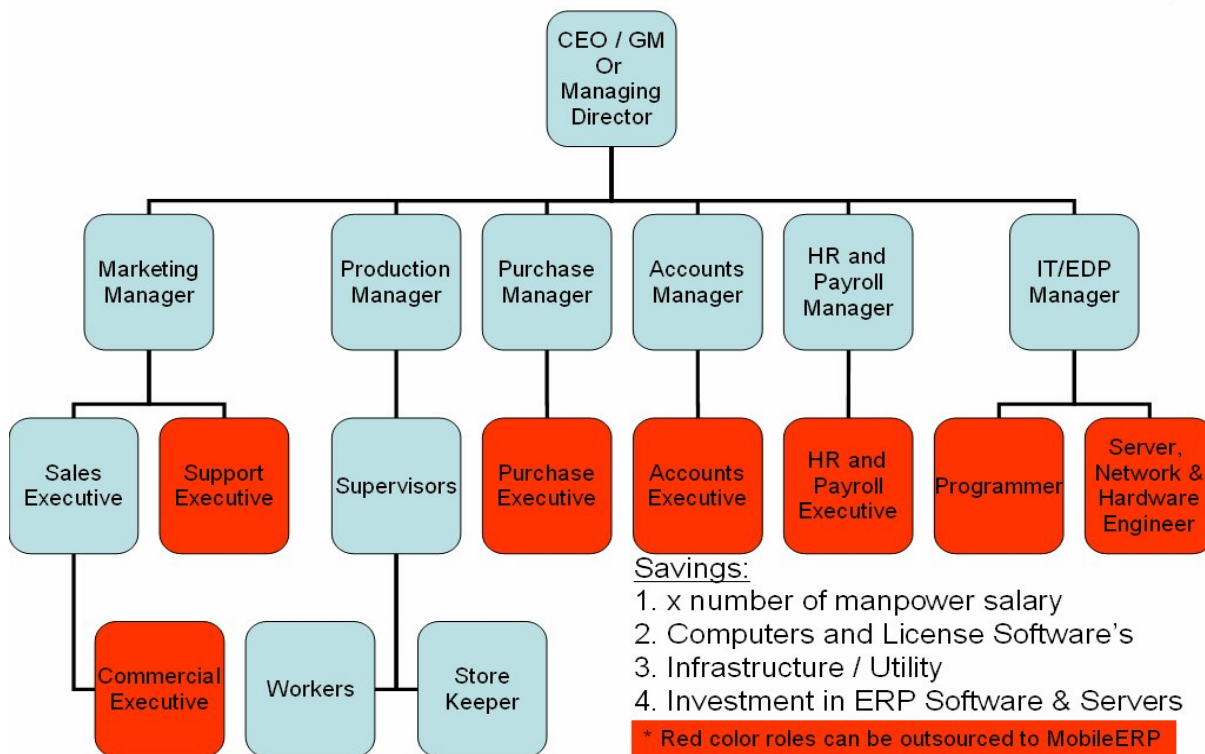 CEO / GM
Or
Managing
Director
Marketing
Manager
Production
Manager
Purchase
Manager
Accounts
Manager
HR and
Payroll
Manager
IT/EDP
Manager
Sales
Executive
Support
Executive
Supervisors
Purchase
Executive
Accounts
Executive
HR and
Payroll
Executive
Programmer
Server,
Network &
Hardware
Engineer
Commercial
Executive
Workers
Store
Keeper
Savings:
1. x number of manpower salary
2. Computers and License Software's
3. Infrastructure / Utility
4. Investment in ERP Software & Servers
* Red color roles can be outsourced to MobileERP